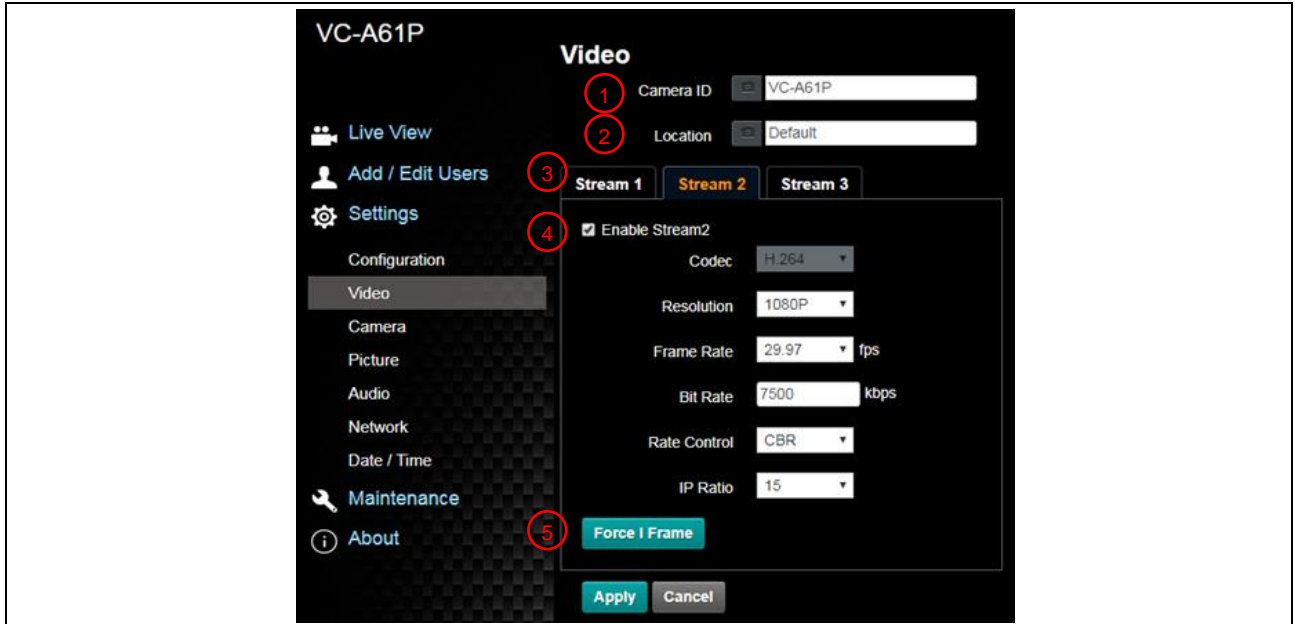 VC-A61P
Live View
Add / Edit Users
Settings
Configuration
Video
Camera
Picture
Audio
Network
Date / Time
Maintenance
About
Video
1 Camera ID VC-A61P
2 Location Default
3 Stream 1 Stream 2 Stream 3
4 Enable Stream2
Codec H.264
Resolution 1080P
Frame Rate 29.97 fps
Bit Rate 7500 kbps
Rate Control CBR
IP Ratio 15
5 Force I Frame
Apply Cancel